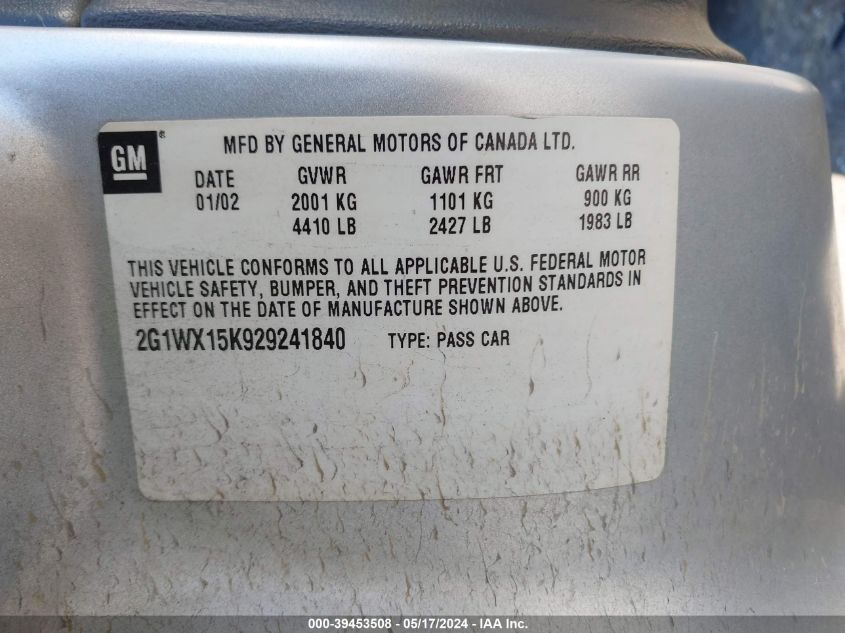 GM ®
MFD BY GENERAL MOTORS OF CANADA LTD.
DATE GVWR GAWR FRT GAWR RR
01/02 2001 KG 1101 KG 900 KG
4410 LB 2427 LB 1983 LB
THIS VEHICLE CONFORMS TO ALL APPLICABLE U.S. FEDERAL MOTOR
VEHICLE SAFETY, BUMPER, AND THEFT PREVENTION STANDARDS IN
EFFECT ON THE DATE OF MANUFACTURE SHOWN ABOVE.
2G1WX15K929241840 TYPE: PASS CAR
000-39453508 - 05/17/2024 - IAA Inc.